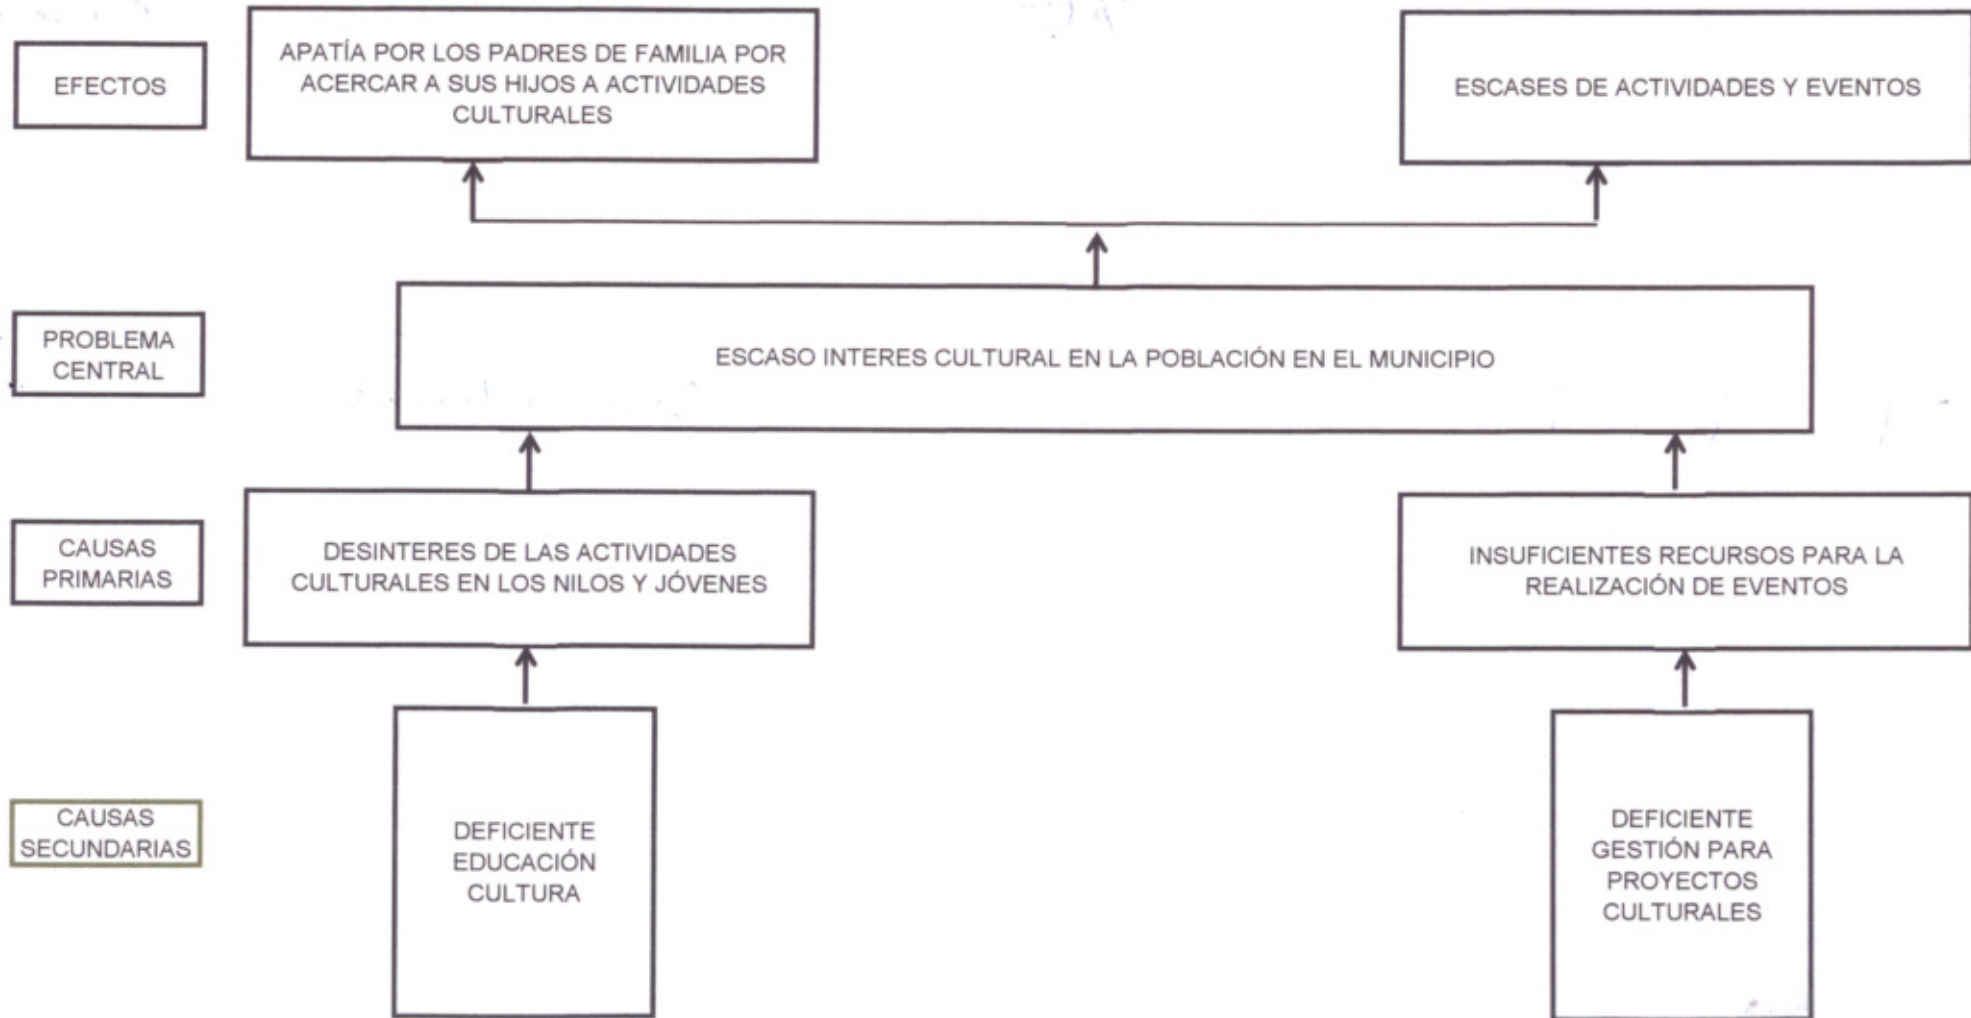 EFECTOS
APATÍA POR LOS PADRES DE FAMILIA POR
ACERCAR A SUS HIJOS A ACTIVIDADES
CULTURALES
ESCASES DE ACTIVIDADES Y EVENTOS
PROBLEMA
CENTRAL
ESCASO INTERES CULTURAL EN LA POBLACIÓN EN EL MUNICIPIO
CAUSAS
PRIMARIAS
DESINTERES DE LAS ACTIVIDADES
CULTURALES EN LOS NILOS Y JÓVENES
INSUFICIENTES RECURSOS PARA LA
REALIZACIÓN DE EVENTOS
CAUSAS
SECUNDARIAS
DEFICIENTE
EDUCACIÓN
CULTURA
DEFICIENTE
GESTIÓN PARA
PROYECTOS
CULTURALES